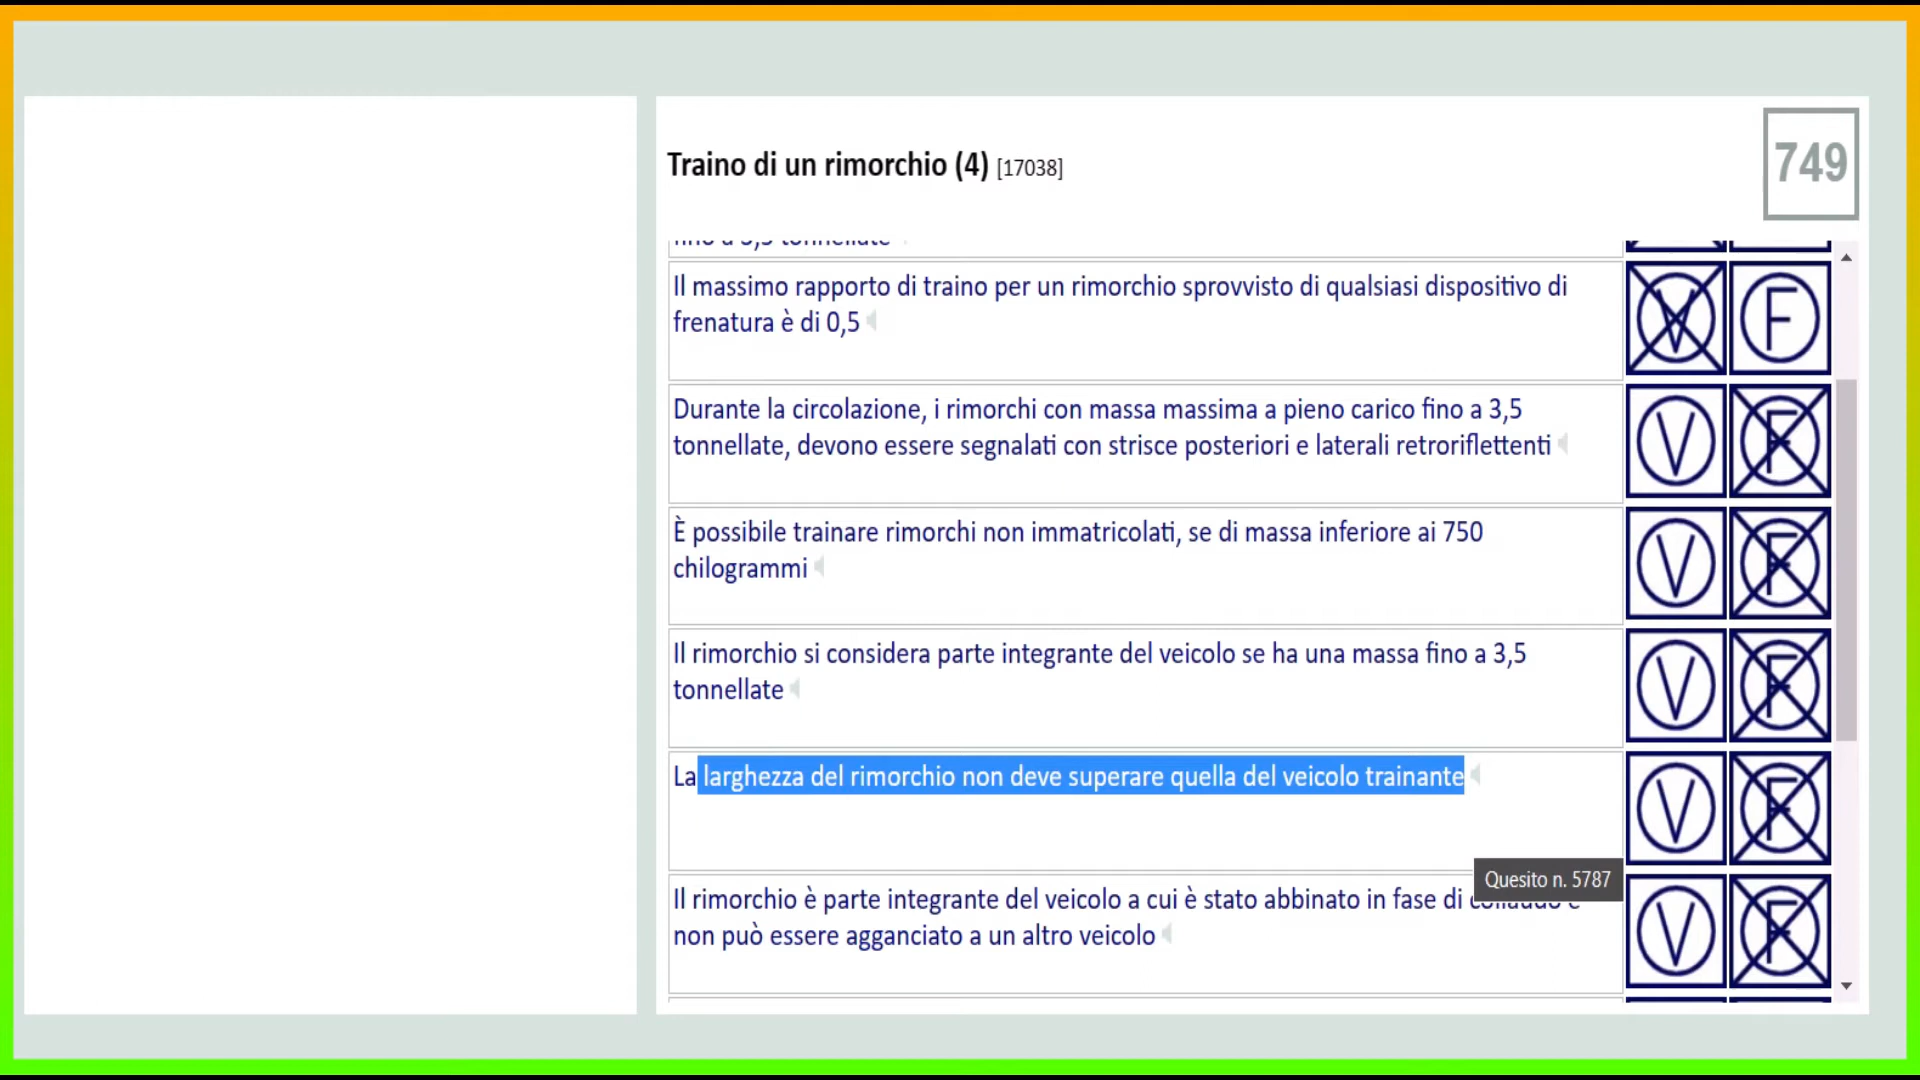 Traino di un rimorchio (4) [17038]
749
fino a 3,5 tonnellate
Il massimo rapporto di traino per un rimorchio sprovvisto di qualsiasi dispositivo di
frenatura è di 0,5
V F
Durante la circolazione, i rimorchi con massa massima a pieno carico fino a 3,5
tonnellate, devono essere segnalati con strisce posteriori e laterali retroriflettenti
V F
È possibile trainare rimorchi non immatricolati, se di massa inferiore ai 750
chilogrammi
V F
Il rimorchio si considera parte integrante del veicolo se ha una massa fino a 3,5
tonnellate
V F
La larghezza del rimorchio non deve superare quella del veicolo trainante
V F
Quesito n. 5787
Il rimorchio è parte integrante del veicolo a cui è stato abbinato in fase di collaudo e
non può essere agganciato a un altro veicolo
V F